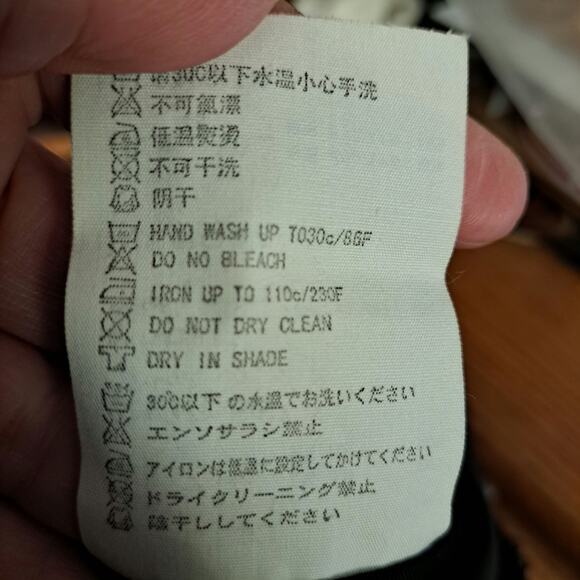 请30C以下水温小心手洗
不可氯漂
低温熨烫
不可干洗
阴干
HAND WASH UP TO30c/86F
DO NO BLEACH
IRON UP TO 110c/230F
DO NOT DRY CLEAN
DRY IN SHADE
30C以下の水温でお洗いください
エンソサラシ禁止
アイロンは低温に設定してかけてください
ドライクリーニング禁止
陰干ししてください